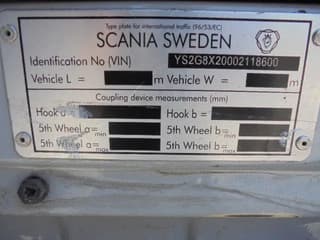 Type plate for international traffic (96/53/EC)
SCANIA SWEDEN
Identification No (VIN) YS2G8X20002118600
Vehicle L = m Vehicle W = m
Coupling device measurements (mm)
Hook a = Hook b =
5th Wheel a= min 5th Wheel b= min
5th Wheel a= max 5th Wheel b= max